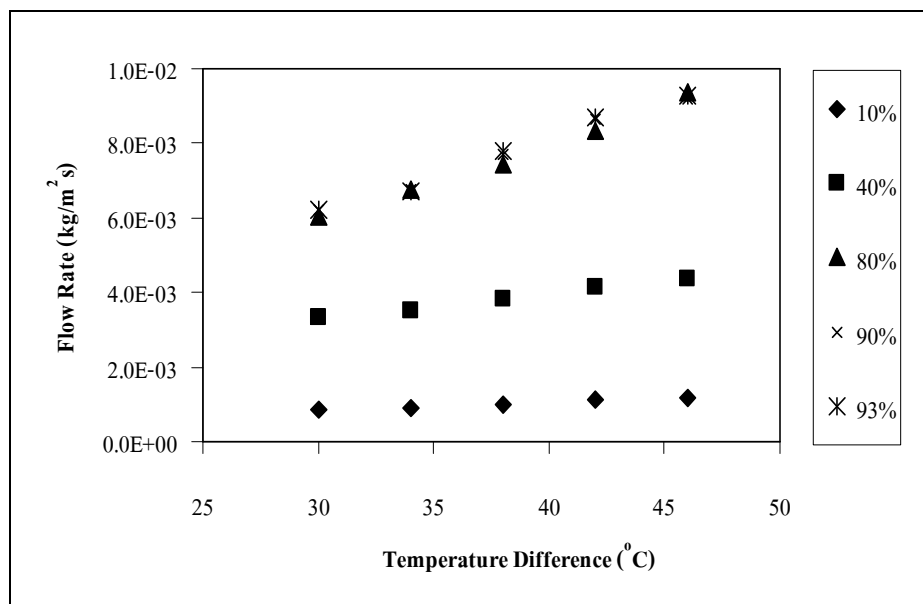 1.0E-02
8.0E-03
6.0E-03
4.0E-03
2.0E-03
0.0E+00
Flow Rate (kg/m² s)
25 30 35 40 45 50
Temperature Difference (°C)
10%
40%
80%
90%
93%